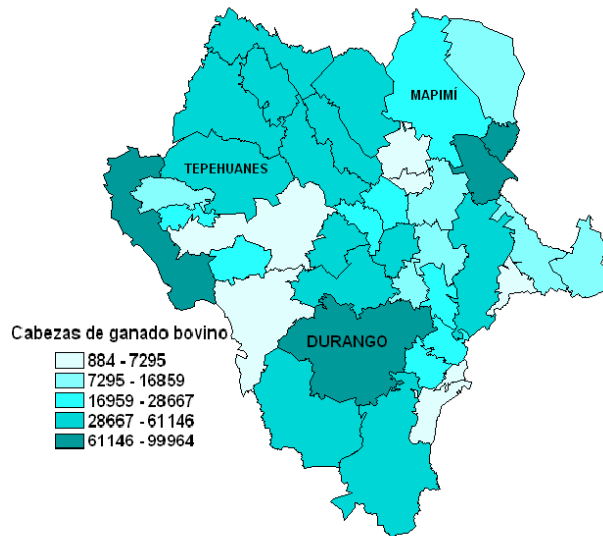 MAPIMÍ
TEPEHUANES
DURANGO
Cabezas de ganado bovino
884 - 7295
7295 - 16859
16959 - 28667
28667 - 61146
61146 - 99964